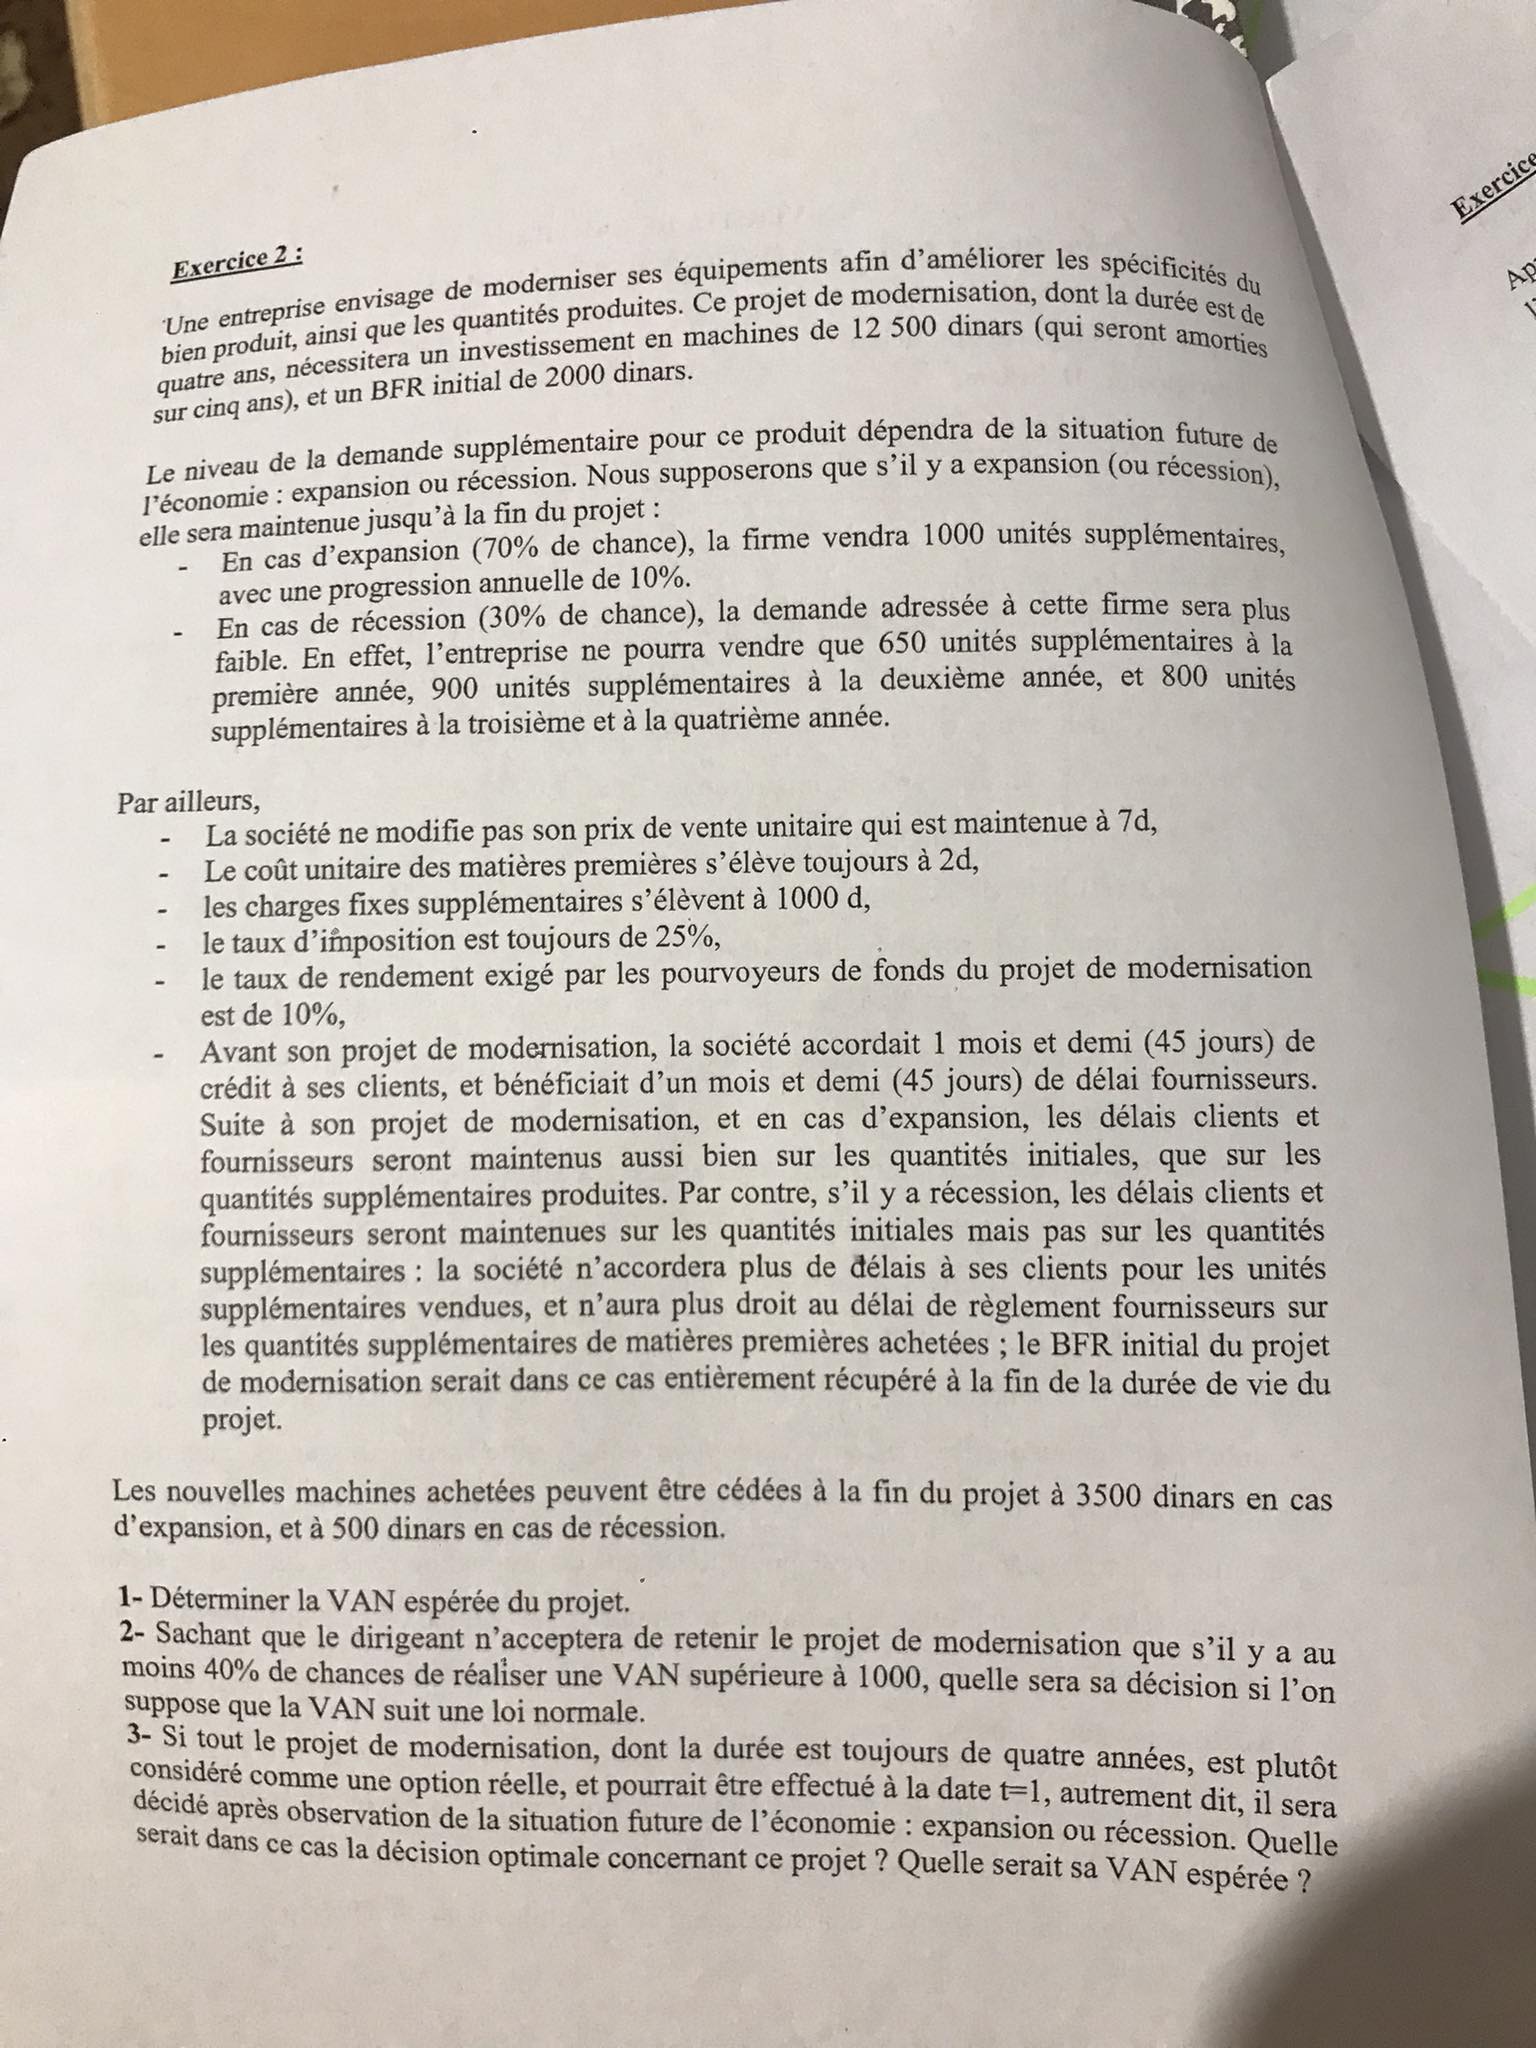 Exercice 2 :
Une entreprise envisage de moderniser ses équipements afin d'améliorer les spécificités du
bien produit, ainsi que les quantités produites. Ce projet de modernisation, dont la durée est de
quatre ans, nécessitera un investissement en machines de 12 500 dinars (qui seront amorties
sur cinq ans), et un BFR initial de 2000 dinars.
Le niveau de la demande supplémentaire pour ce produit dépendra de la situation future de
l'économie : expansion ou récession. Nous supposerons que s'il y a expansion (ou récession),
elle sera maintenue jusqu'à la fin du projet :
- En cas d'expansion (70% de chance), la firme vendra 1000 unités supplémentaires,
avec une progression annuelle de 10%.
- En cas de récession (30% de chance), la demande adressée à cette firme sera plus
faible. En effet, l'entreprise ne pourra vendre que 650 unités supplémentaires à la
première année, 900 unités supplémentaires à la deuxième année, et 800 unités
supplémentaires à la troisième et à la quatrième année.
Par ailleurs,
- La société ne modifie pas son prix de vente unitaire qui est maintenue à 7d,
- Le coût unitaire des matières premières s'élève toujours à 2d,
- les charges fixes supplémentaires s'élèvent à 1000 d,
- le taux d'imposition est toujours de 25%,
- le taux de rendement exigé par les pourvoyeurs de fonds du projet de modernisation
est de 10%,
- Avant son projet de modernisation, la société accordait 1 mois et demi (45 jours) de
crédit à ses clients, et bénéficiait d'un mois et demi (45 jours) de délai fournisseurs.
Suite à son projet de modernisation, et en cas d'expansion, les délais clients et
fournisseurs seront maintenus aussi bien sur les quantités initiales, que sur les
quantités supplémentaires produites. Par contre, s'il y a récession, les délais clients et
fournisseurs seront maintenues sur les quantités initiales mais pas sur les quantités
supplémentaires : la société n'accordera plus de délais à ses clients pour les unités
supplémentaires vendues, et n'aura plus droit au délai de règlement fournisseurs sur
les quantités supplémentaires de matières premières achetées ; le BFR initial du projet
de modernisation serait dans ce cas entièrement récupéré à la fin de la durée de vie du
projet.
Les nouvelles machines achetées peuvent être cédées à la fin du projet à 3500 dinars en cas
d'expansion, et à 500 dinars en cas de récession.
1- Déterminer la VAN espérée du projet.
2- Sachant que le dirigeant n'acceptera de retenir le projet de modernisation que s'il y a au
moins 40% de chances de réaliser une VAN supérieure à 1000, quelle sera sa décision si l'on
suppose que la VAN suit une loi normale.
3- Si tout le projet de modernisation, dont la durée est toujours de quatre années, est plutôt
considéré comme une option réelle, et pourrait être effectué à la date t=1, autrement dit, il sera
décidé après observation de la situation future de l'économie : expansion ou récession. Quelle
serait dans ce cas la décision optimale concernant ce projet ? Quelle serait sa VAN espérée ?
Exercice